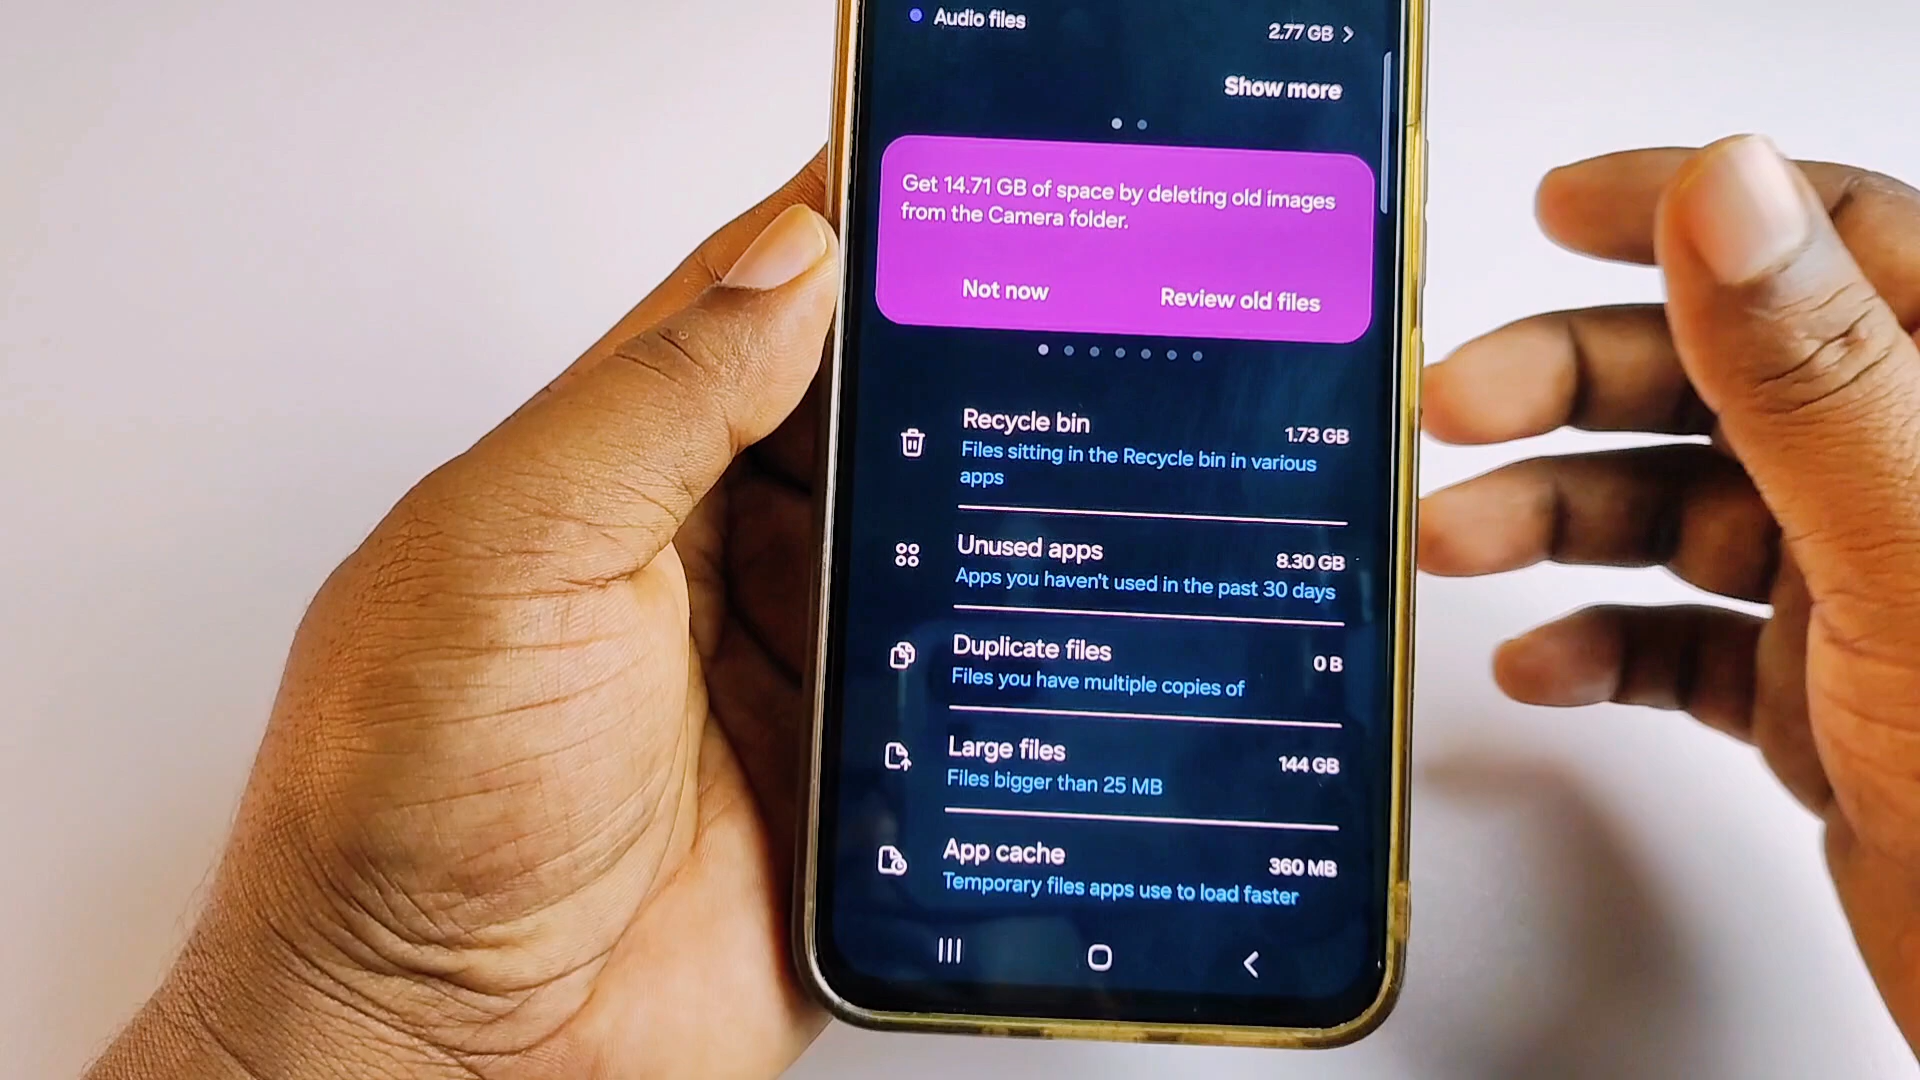 Audio files
2.77 GB
Show more
Get 14.71 GB of space by deleting old images
from the Camera folder.
Not now
Review old files
Recycle bin
1.73 GB
Files sitting in the Recycle bin in various
apps
Unused apps
8.30 GB
Apps you haven't used in the past 30 days
Duplicate files
0 B
Files you have multiple copies of
Large files
144 GB
Files bigger than 25 MB
App cache
360 MB
Temporary files apps use to load faster